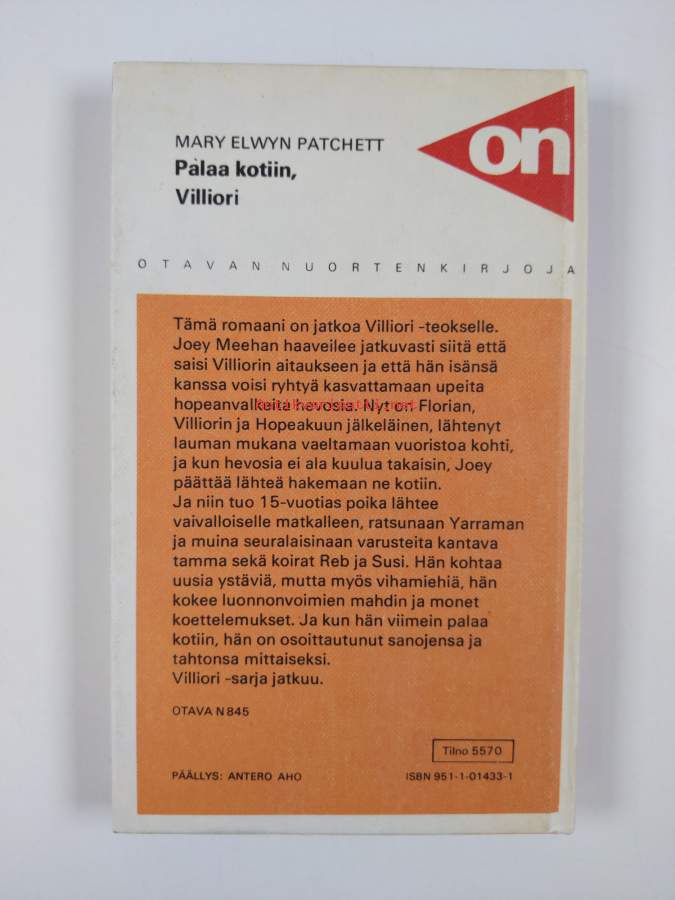 MARY ELWYN PATCHETT
Palaa kotiin,
Villiori
on
OTAVAN NUORTENKIRJOJA
Tämä romaani on jatkoa Villiori -teokselle.
Joey Meehan haaveilee jatkuvasti siitä että
saisi Villiorin aitaukseen ja että hän isänsä
kanssa voisi ryhtyä kasvattamaan upeita
hopeanvalkeita hevosia. Nyt on Florian,
Villiorin ja Hopeakuun jälkeläinen, lähtenyt
lauman mukana vaeltamaan vuoristoa kohti,
ja kun hevosia ei ala kuulua takaisin, Joey
päättää lähteä hakemaan ne kotiin.
Ja niin tuo 15-vuotias poika lähtee
vaivalloiselle matkalleen, ratsunaan Yarraman
ja muina seuralaisinaan varusteita kantava
tamma sekä koirat Reb ja Susi. Hän kohtaa
uusia ystäviä, mutta myös vihamiehiä, hän
kokee luonnonvoimien mahdin ja monet
koettelemukset. Ja kun hän viimein palaa
kotiin, hän on osoittautunut sanojensa ja
tahtonsa mittaiseksi.
Villiori -sarja jatkuu.
OTAVA N 845
Tilno 5570
PÄÄLLYS: ANTERO AHO
ISBN 951-1-01433-1